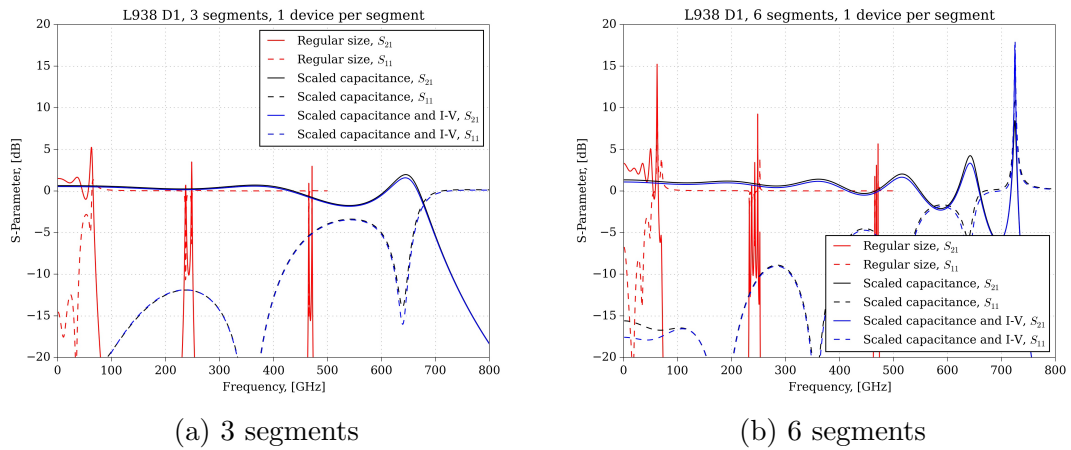 L938 D1, 3 segments, 1 device per segment
20
15
10
5
0
−5
−10
−15
−20
S-Parameter, [dB]
Regular size, S21
Regular size, S11
Scaled capacitance, S21
Scaled capacitance, S11
Scaled capacitance and I-V, S21
Scaled capacitance and I-V, S11
0 100 200 300 400 500 600 700 800
Frequency, [GHz]
(a) 3 segments
L938 D1, 6 segments, 1 device per segment
20
15
10
5
0
−5
−10
−15
−20
S-Parameter, [dB]
Regular size, S21
Regular size, S11
Scaled capacitance, S21
Scaled capacitance, S11
Scaled capacitance and I-V, S21
Scaled capacitance and I-V, S11
0 100 200 300 400 500 600 700 800
Frequency, [GHz]
(b) 6 segments